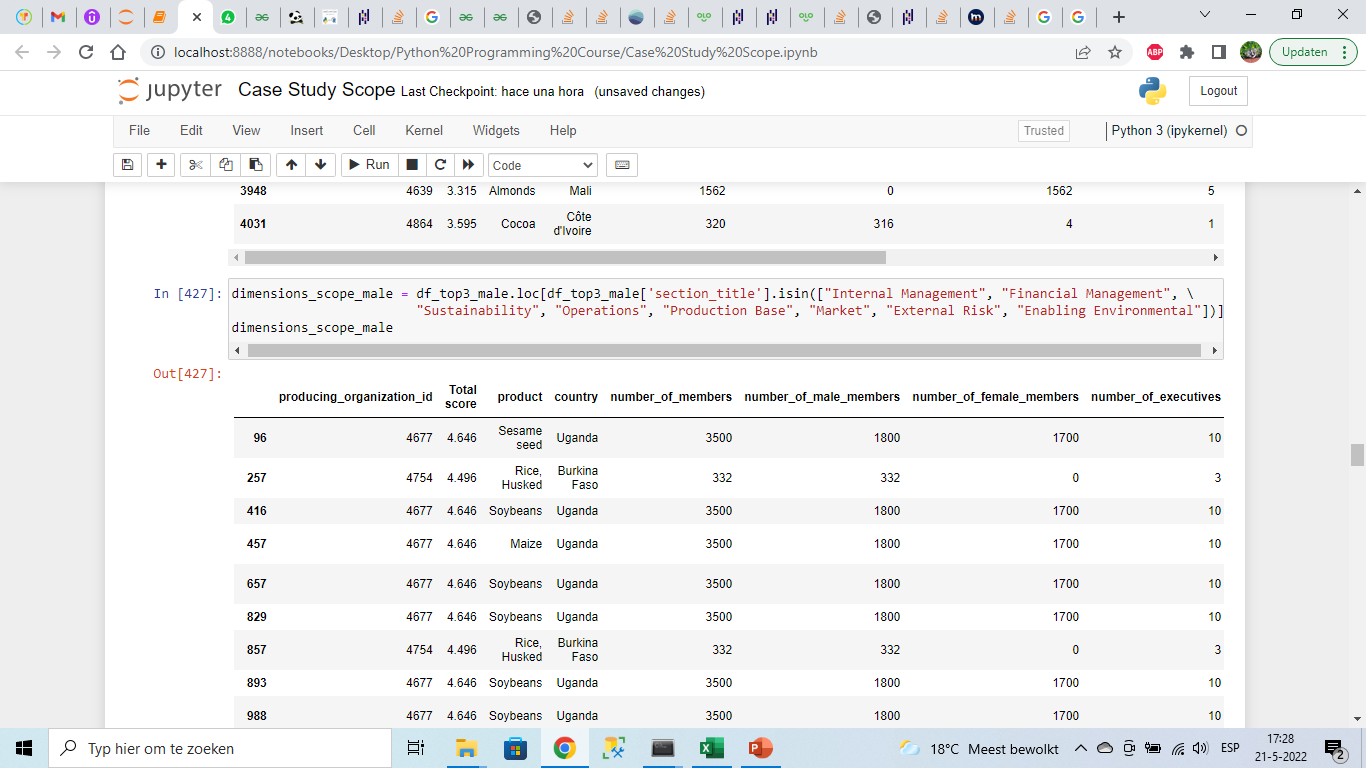 localhost:8888/notebooks/Desktop/Python%20Programming%20Course/Case%20Study%20Scope.ipynb
ABP
Updaten
jupyter Case Study Scope Last Checkpoint: hace una hora (unsaved changes)
Logout
File Edit View Insert Cell Kernel Widgets Help
Trusted
Python 3 (ipykernel)
Run
Code
3948 4639 3.315 Almonds Mali 1562 0 1562 5
4031 4864 3.595 Cocoa Côte d'Ivoire 320 316 4 1
In [427]: dimensions_scope_male = df_top3_male.loc[df_top3_male['section_title'].isin(["Internal Management", "Financial Management", \
"Sustainability", "Operations", "Production Base", "Market", "External Risk", "Enabling Environmental"])]
dimensions_scope_male
Out[427]:
producing_organization_id Total score product country number_of_members number_of_male_members number_of_female_members number_of_executives
96 4677 4.646 Sesame seed Uganda 3500 1800 1700 10
257 4754 4.496 Rice, Husked Burkina Faso 332 332 0 3
416 4677 4.646 Soybeans Uganda 3500 1800 1700 10
457 4677 4.646 Maize Uganda 3500 1800 1700 10
657 4677 4.646 Soybeans Uganda 3500 1800 1700 10
829 4677 4.646 Soybeans Uganda 3500 1800 1700 10
857 4754 4.496 Rice, Husked Burkina Faso 332 332 0 3
893 4677 4.646 Soybeans Uganda 3500 1800 1700 10
988 4677 4.646 Soybeans Uganda 3500 1800 1700 10
Typ hier om te zoeken
18°C Meest bewolkt
ESP
17:28
21-5-2022
2